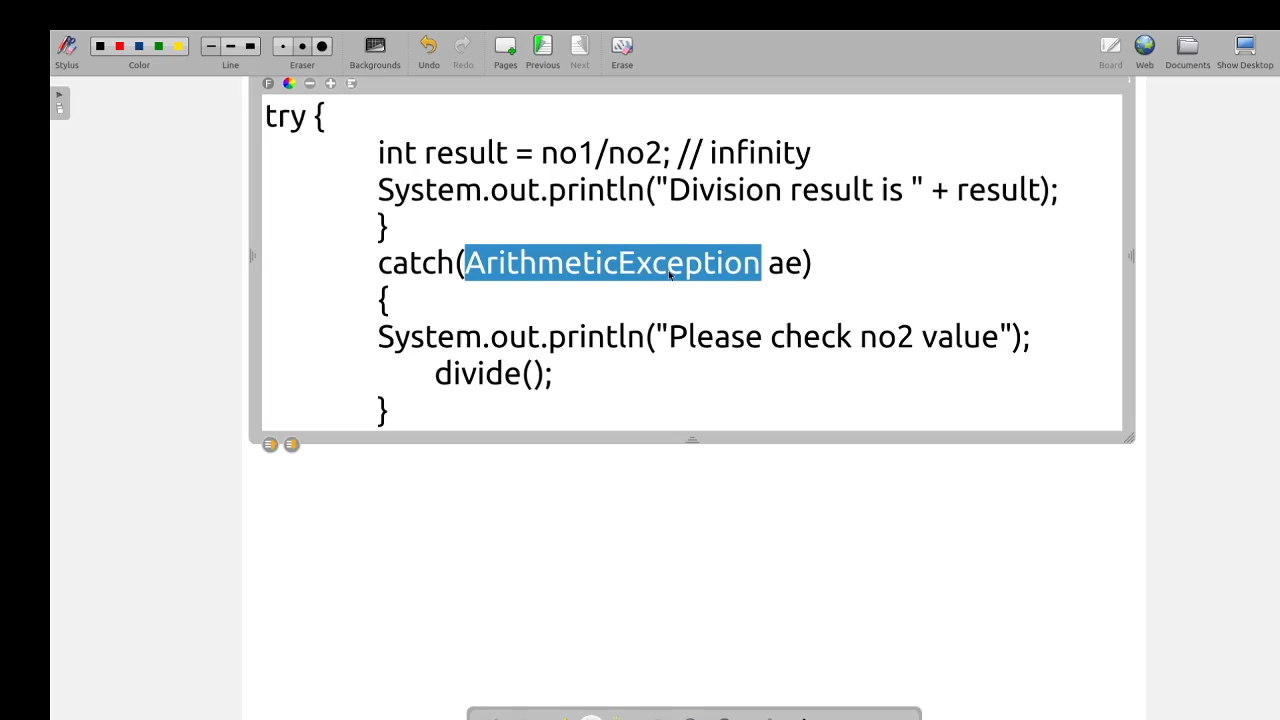 Stylus
Color
Line
Eraser
Backgrounds
Undo
Redo
Pages
Previous
Next
Erase
Board
Web
Documents
Show Desktop
try {
int result = no1/no2; // infinity
System.out.println("Division result is " + result);
}
catch(ArithmeticException ae)
{
System.out.println("Please check no2 value");
divide();
}